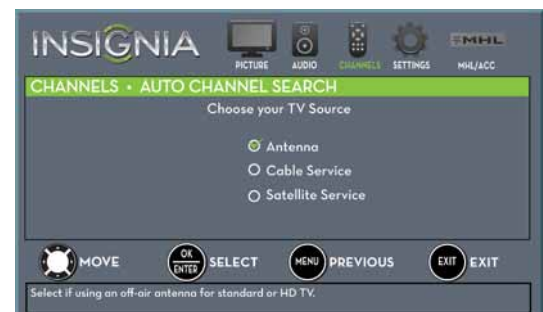 INSIGNIA
PICTURE AUDIO CHANNELS SETTINGS MHL/ACC
MHL
CHANNELS • AUTO CHANNEL SEARCH
Choose your TV Source
Antenna
Cable Service
Satellite Service
MOVE OK ENTER SELECT MENU PREVIOUS EXIT EXIT
Select if using an off-air antenna for standard or HD TV.